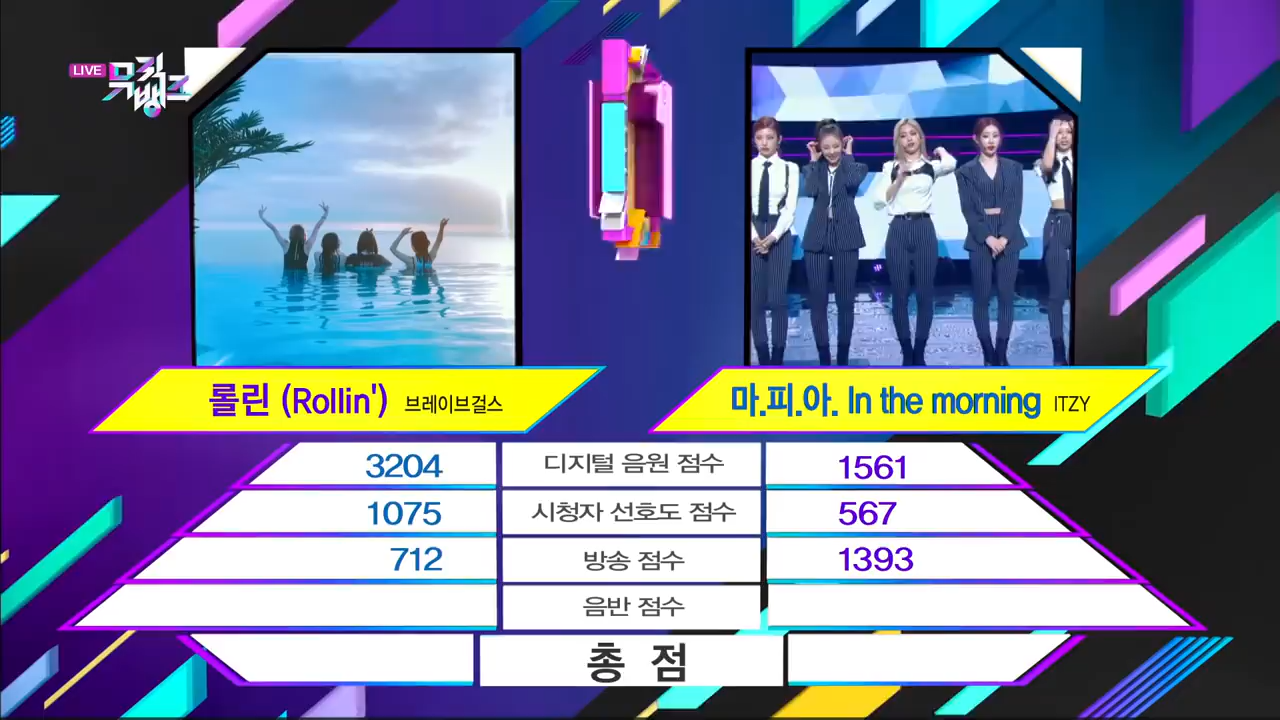 LIVE
뮤직
뱅크
롤린 (Rollin') 브레이브걸스
마.피.아. In the morning ITZY
3204 디지털 음원 점수 1561
1075 시청자 선호도 점수 567
712 방송 점수 1393
음반 점수
총 점